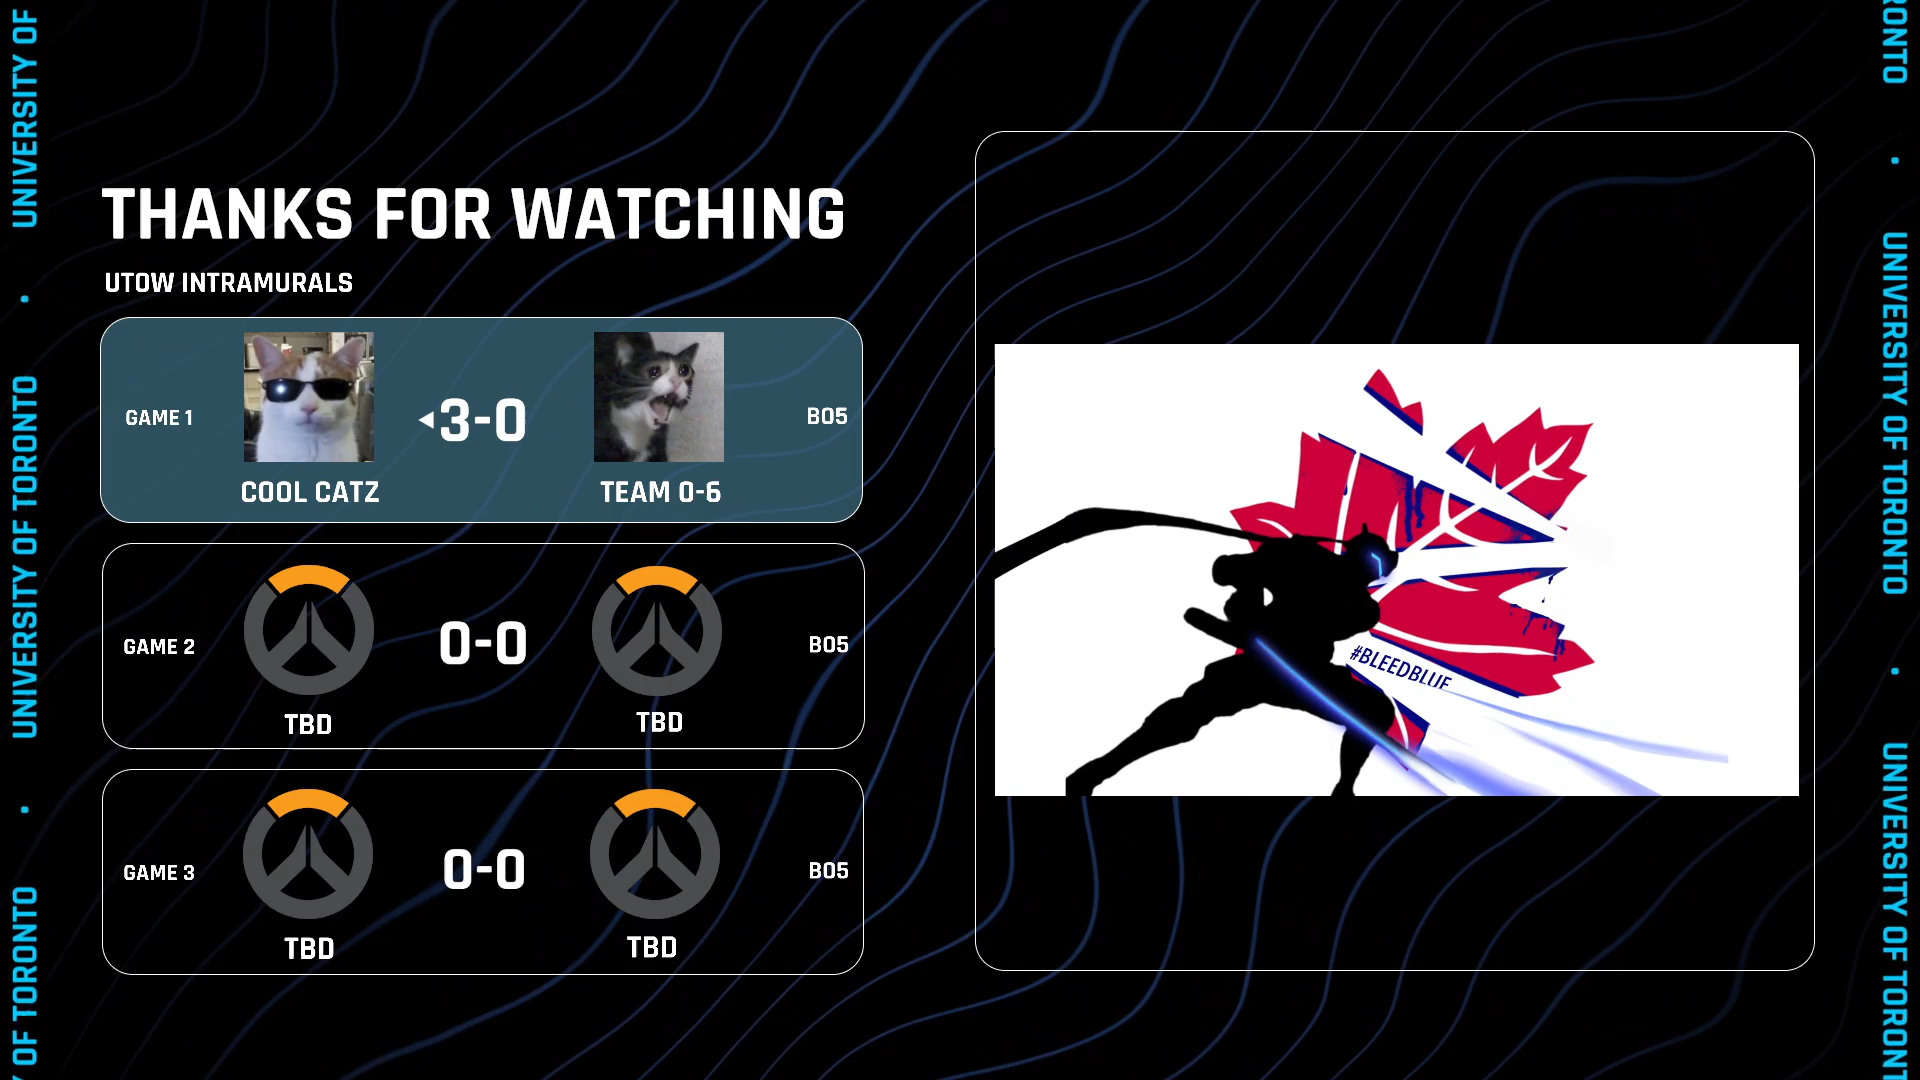 THANKS FOR WATCHING
UTOW INTRAMURALS
GAME 1
3-0
BO5
COOL CATZ
TEAM 0-6
GAME 2
0-0
BO5
TBD
TBD
GAME 3
0-0
BO5
TBD
TBD
#BLEEDBLUE
UNIVERSITY OF
UNIVERSITY OF TORONTO
OF TORONTO
RONTO
UNIVERSITY OF TORONTO
UNIVERSITY OF TORONT